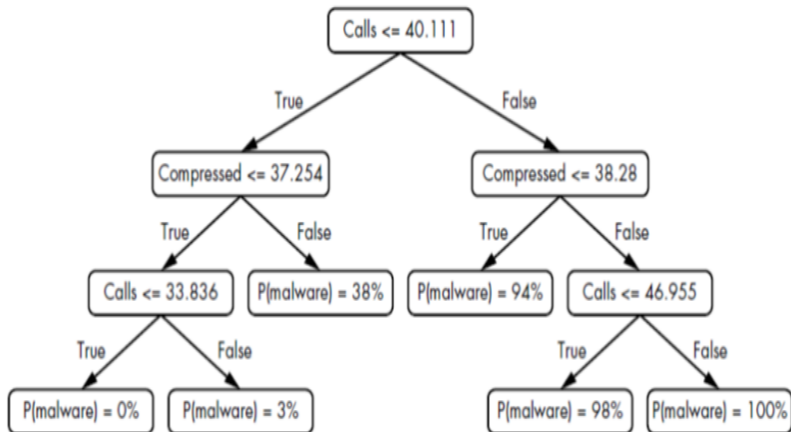 Calls <= 40.111
True
False
Compressed <= 37.254
Compressed <= 38.28
True
False
True
False
Calls <= 33.836
P(malware) = 38%
P(malware) = 94%
Calls <= 46.955
True
False
True
False
P(malware) = 0%
P(malware) = 3%
P(malware) = 98%
P(malware) = 100%